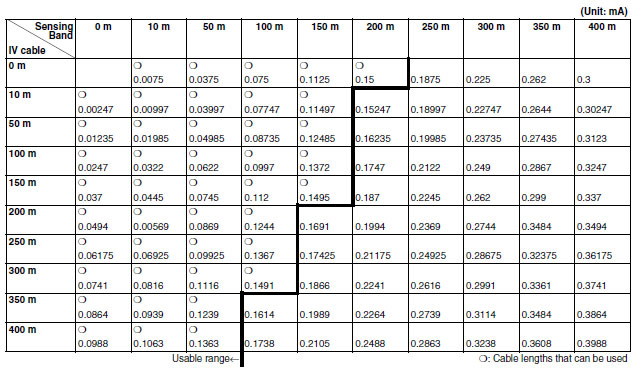 (Unit: mA)
Sensing Band IV cable 0 m 10 m 50 m 100 m 150 m 200 m 250 m 300 m 350 m 400 m
0 m ❍ 0.0075 ❍ 0.0375 ❍ 0.075 ❍ 0.1125 ❍ 0.15 0.1875 0.225 0.262 0.3
10 m ❍ 0.00247 ❍ 0.00997 ❍ 0.03997 ❍ 0.07747 ❍ 0.11497 0.15247 0.18997 0.22747 0.2644 0.30247
50 m ❍ 0.01235 ❍ 0.01985 ❍ 0.04985 ❍ 0.08735 ❍ 0.12485 0.16235 0.19985 0.23735 0.27435 0.3123
100 m ❍ 0.0247 ❍ 0.0322 ❍ 0.0622 ❍ 0.0997 ❍ 0.1372 0.1747 0.2122 0.249 0.2867 0.3247
150 m ❍ 0.037 ❍ 0.0445 ❍ 0.0745 ❍ 0.112 ❍ 0.1495 0.187 0.2245 0.262 0.299 0.337
200 m ❍ 0.0494 ❍ 0.00569 ❍ 0.0869 ❍ 0.1244 0.1691 0.1994 0.2369 0.2744 0.3484 0.3494
250 m ❍ 0.06175 ❍ 0.06925 ❍ 0.09925 ❍ 0.1367 0.17425 0.21175 0.24925 0.28675 0.32375 0.36175
300 m ❍ 0.0741 ❍ 0.0816 ❍ 0.1116 ❍ 0.1491 0.1866 0.2241 0.2616 0.2991 0.3361 0.3741
350 m ❍ 0.0864 ❍ 0.0939 ❍ 0.1239 0.1614 0.1989 0.2264 0.2739 0.3114 0.3484 0.3864
400 m ❍ 0.0988 ❍ 0.1063 ❍ 0.1363 0.1738 0.2105 0.2488 0.2863 0.3238 0.3608 0.3988
Usable range← ❍: Cable lengths that can be used